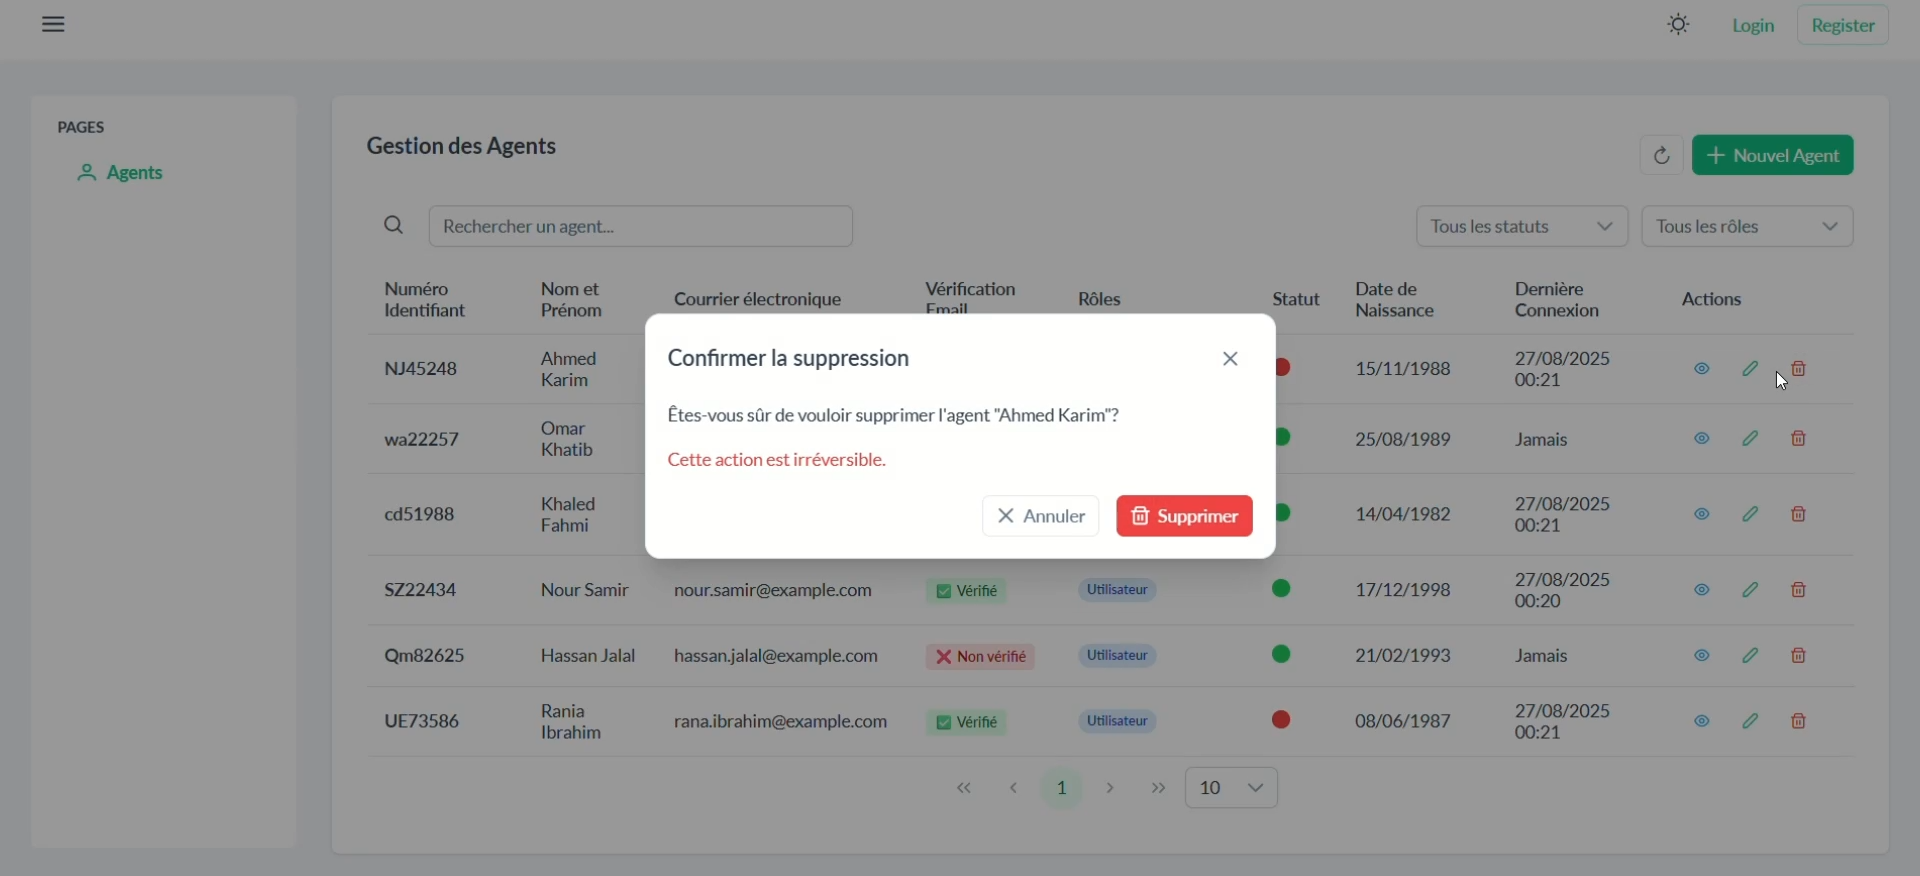 Login
Register
PAGES
Agents
Gestion des Agents
Nouvel Agent
Rechercher un agent...
Tous les statuts
Tous les rôles
Numéro
Identifiant
Nom et
Prénom
Courrier électronique
Vérification
Email
Rôles
Statut
Date de
Naissance
Dernière
Connexion
Actions
NJ45248
Ahmed
Karim
15/11/1988
27/08/2025
00:21
wa22257
Omar
Khatib
25/08/1989
Jamais
cd51988
Khaled
Fahmi
14/04/1982
27/08/2025
00:21
Confirmer la suppression
Êtes-vous sûr de vouloir supprimer l'agent "Ahmed Karim"?
Cette action est irréversible.
Annuler
Supprimer
SZ22434
Nour Samir
nour.samir@example.com
Vérifié
Utilisateur
17/12/1998
27/08/2025
00:20
Qm82625
Hassan Jalal
hassan.jalal@example.com
Non vérifié
Utilisateur
21/02/1993
Jamais
UE73586
Rania
Ibrahim
rana.ibrahim@example.com
Vérifié
Utilisateur
08/06/1987
27/08/2025
00:21
« ‹ 1 › »
10